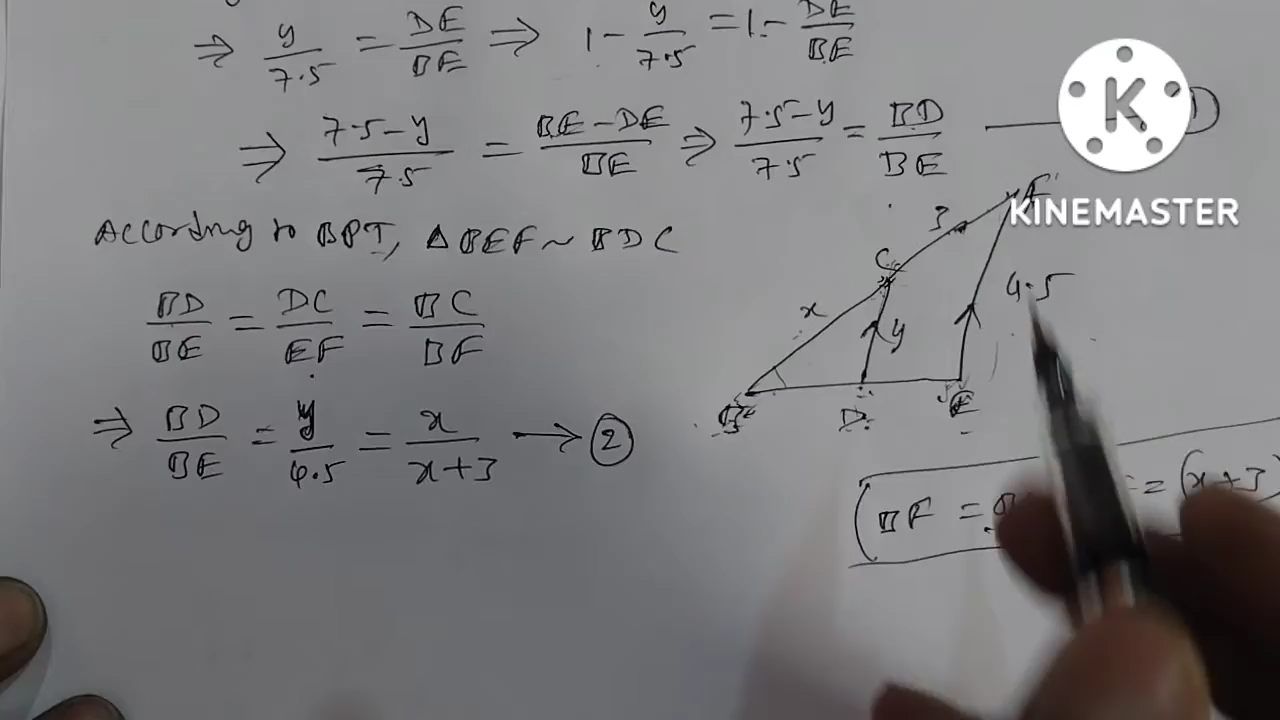 ⇒ y/7.5 = DE/BE ⇒ 1 - y/7.5 = 1 - DE/BE
⇒ 7.5-y/7.5 = BE-DE/BE ⇒ 7.5-y/7.5 = BD/BE
KINEMASTER
According to BPT, △BEF ~ BDC
BD/BE = DC/EF = BC/BF
⇒ BD/BE = y/4.5 = x/x+3 → ②
3
C
x
y
4.5
B
D
E
BF =
= (x+3)